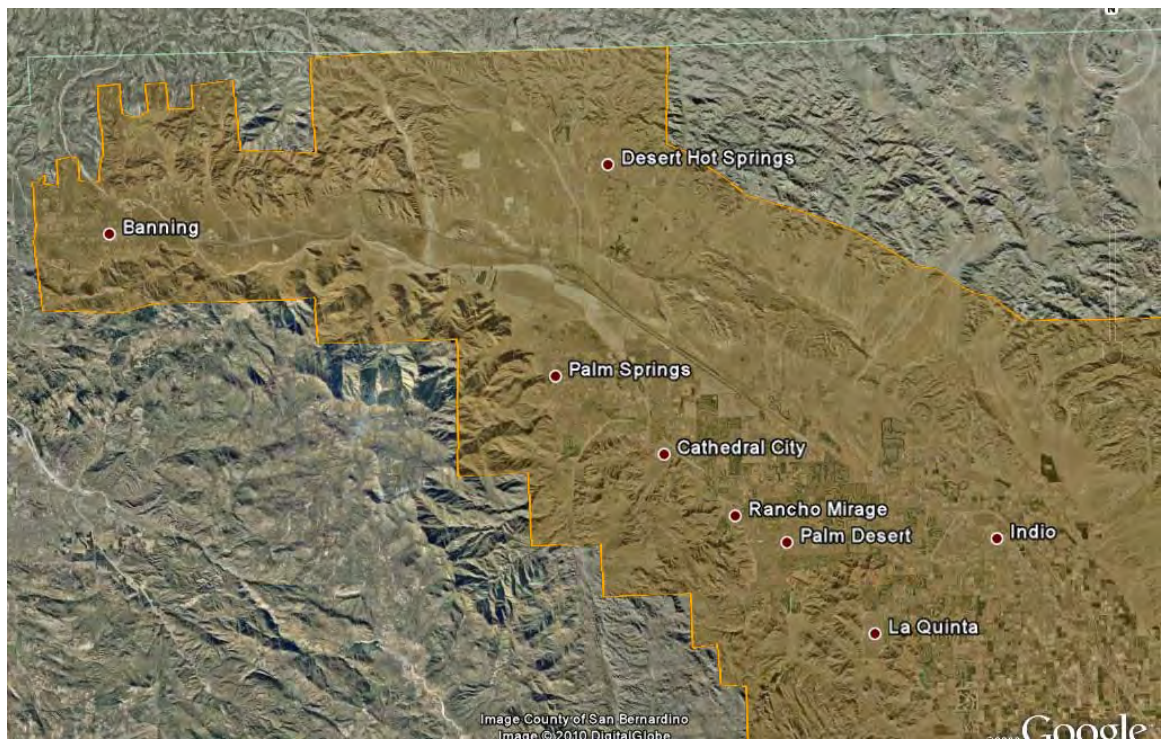 N
Desert Hot Springs
Banning
Palm Springs
Cathedral City
Rancho Mirage
Palm Desert
Indio
La Quinta
Image County of San Bernardino
Image © 2010 DigitalGlobe
Google